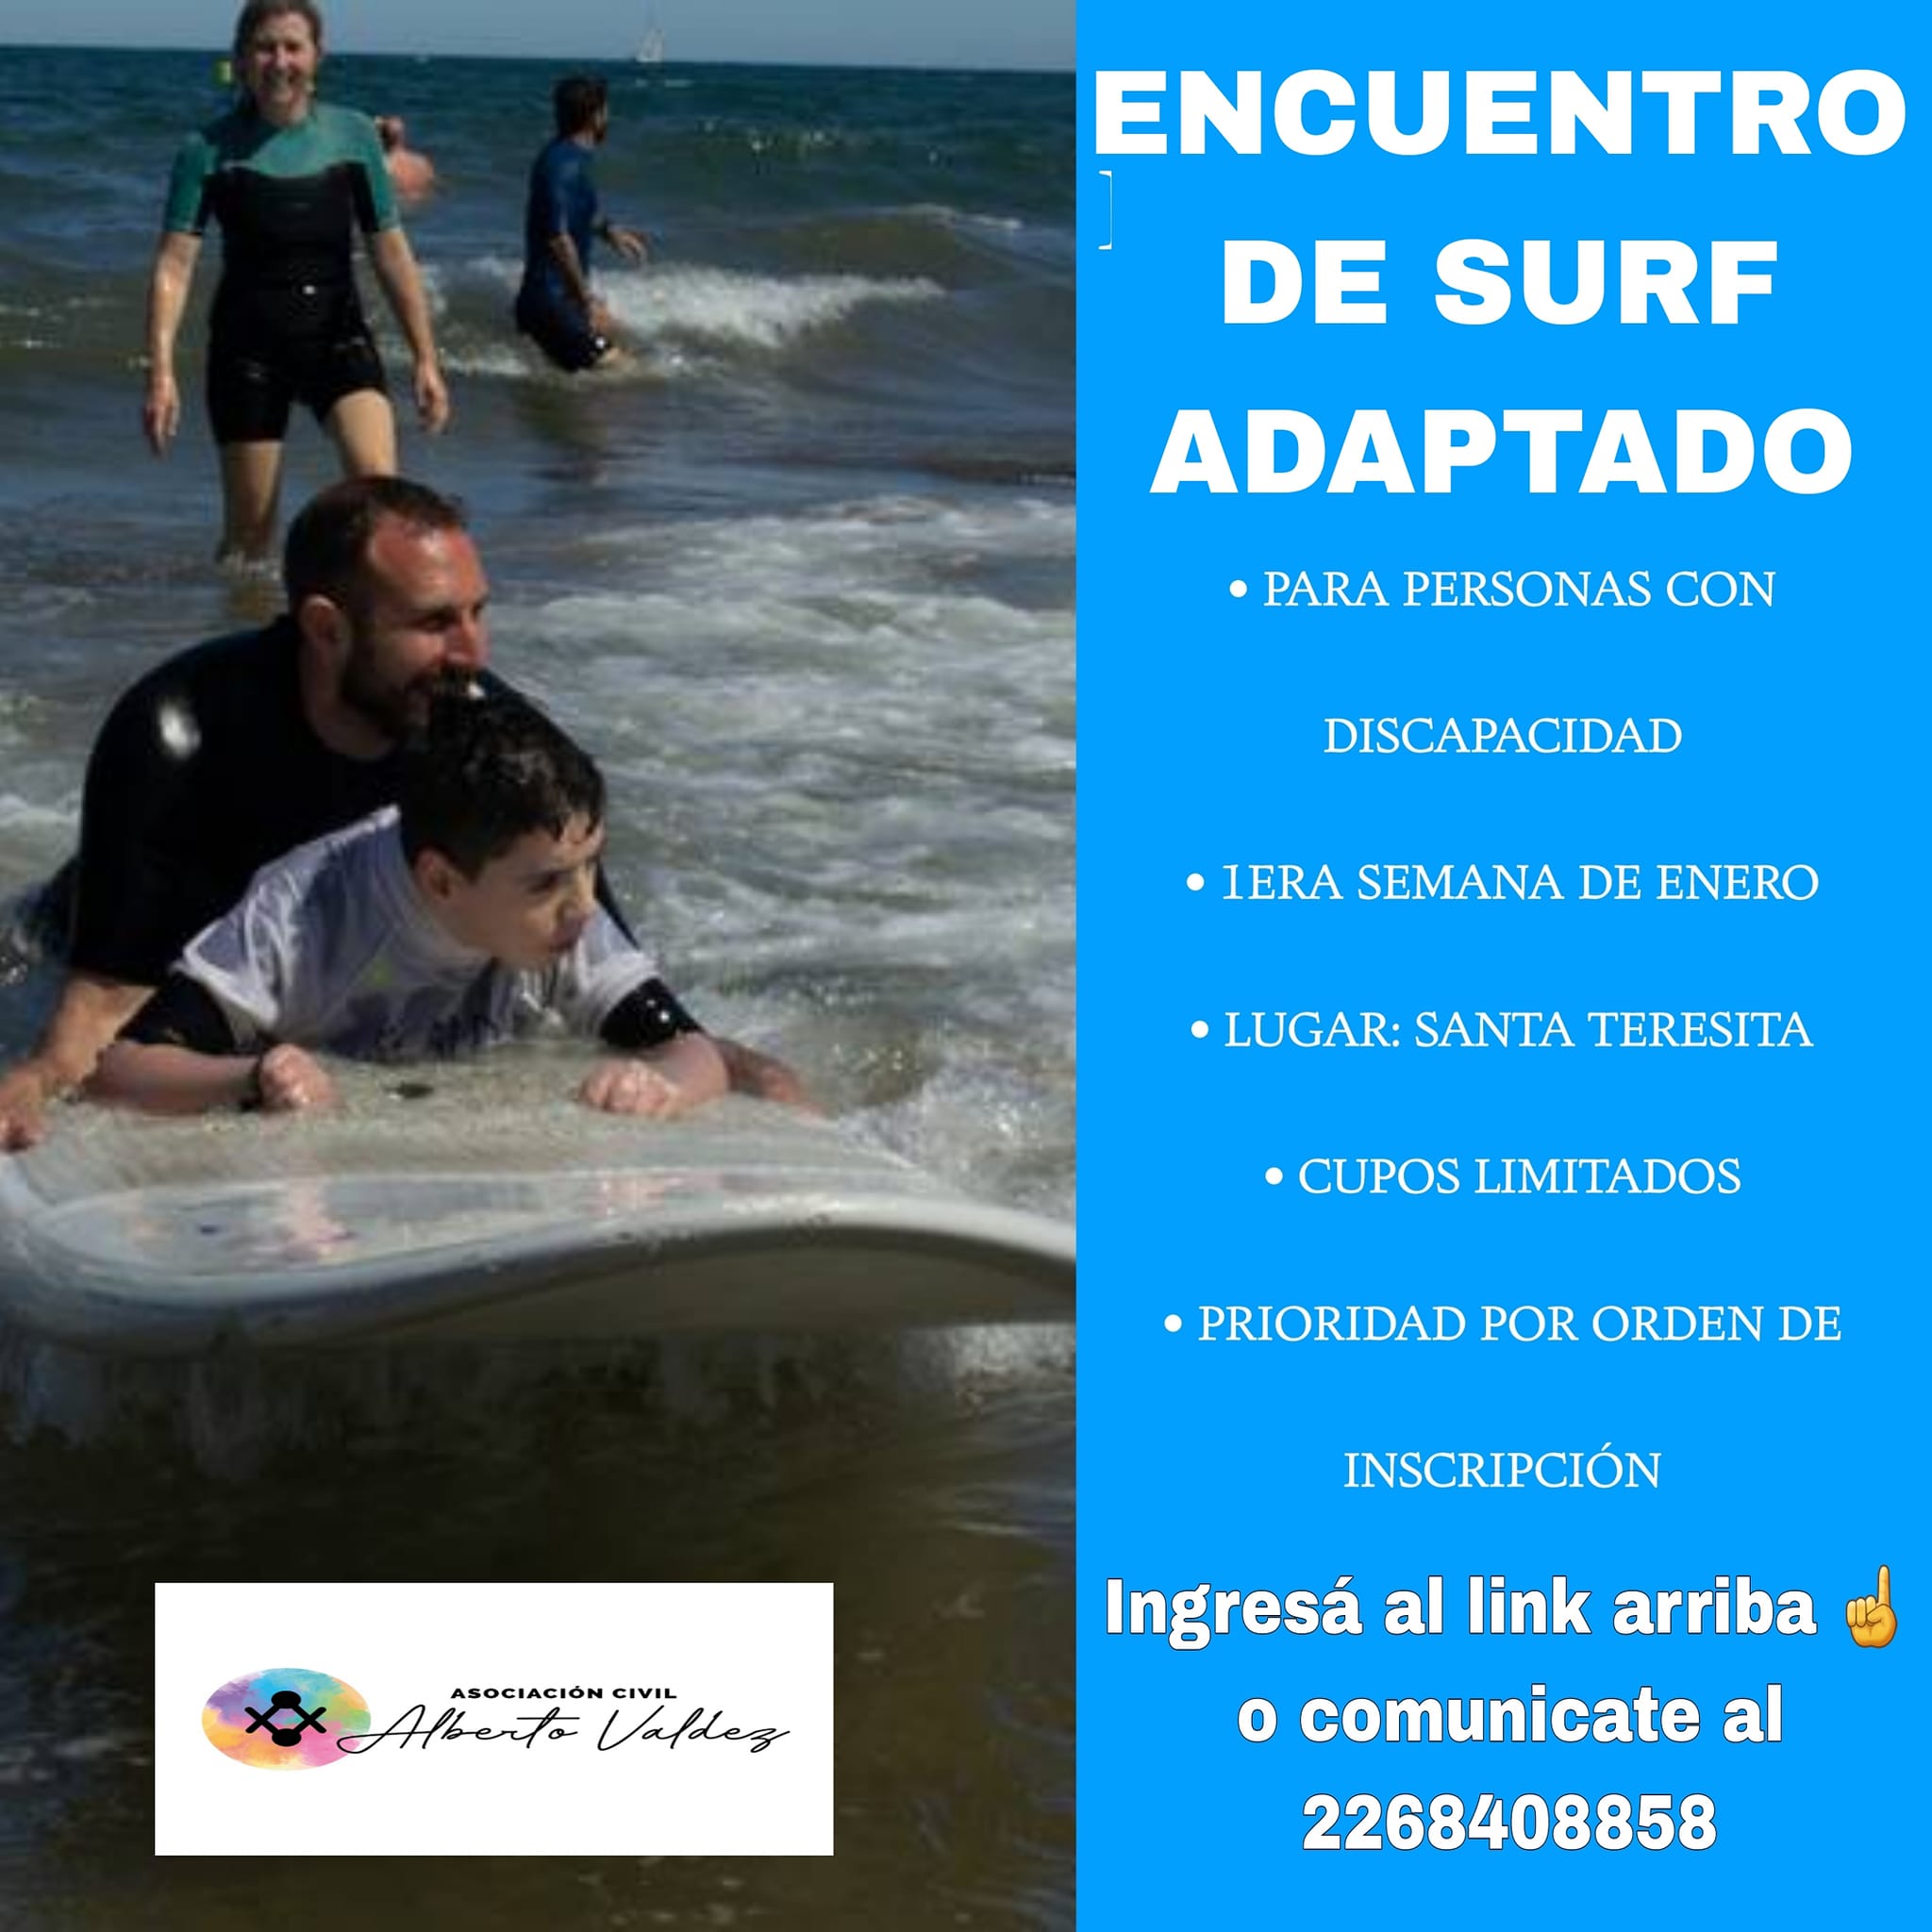 ENCUENTRO
DE SURF
ADAPTADO
• PARA PERSONAS CON
DISCAPACIDAD
• 1ERA SEMANA DE ENERO
• LUGAR: SANTA TERESITA
• CUPOS LIMITADOS
• PRIORIDAD POR ORDEN DE
INSCRIPCIÓN
Ingresá al link arriba ☝
o comunicate al
2268408858
ASOCIACIÓN CIVIL
Alberto Valdez